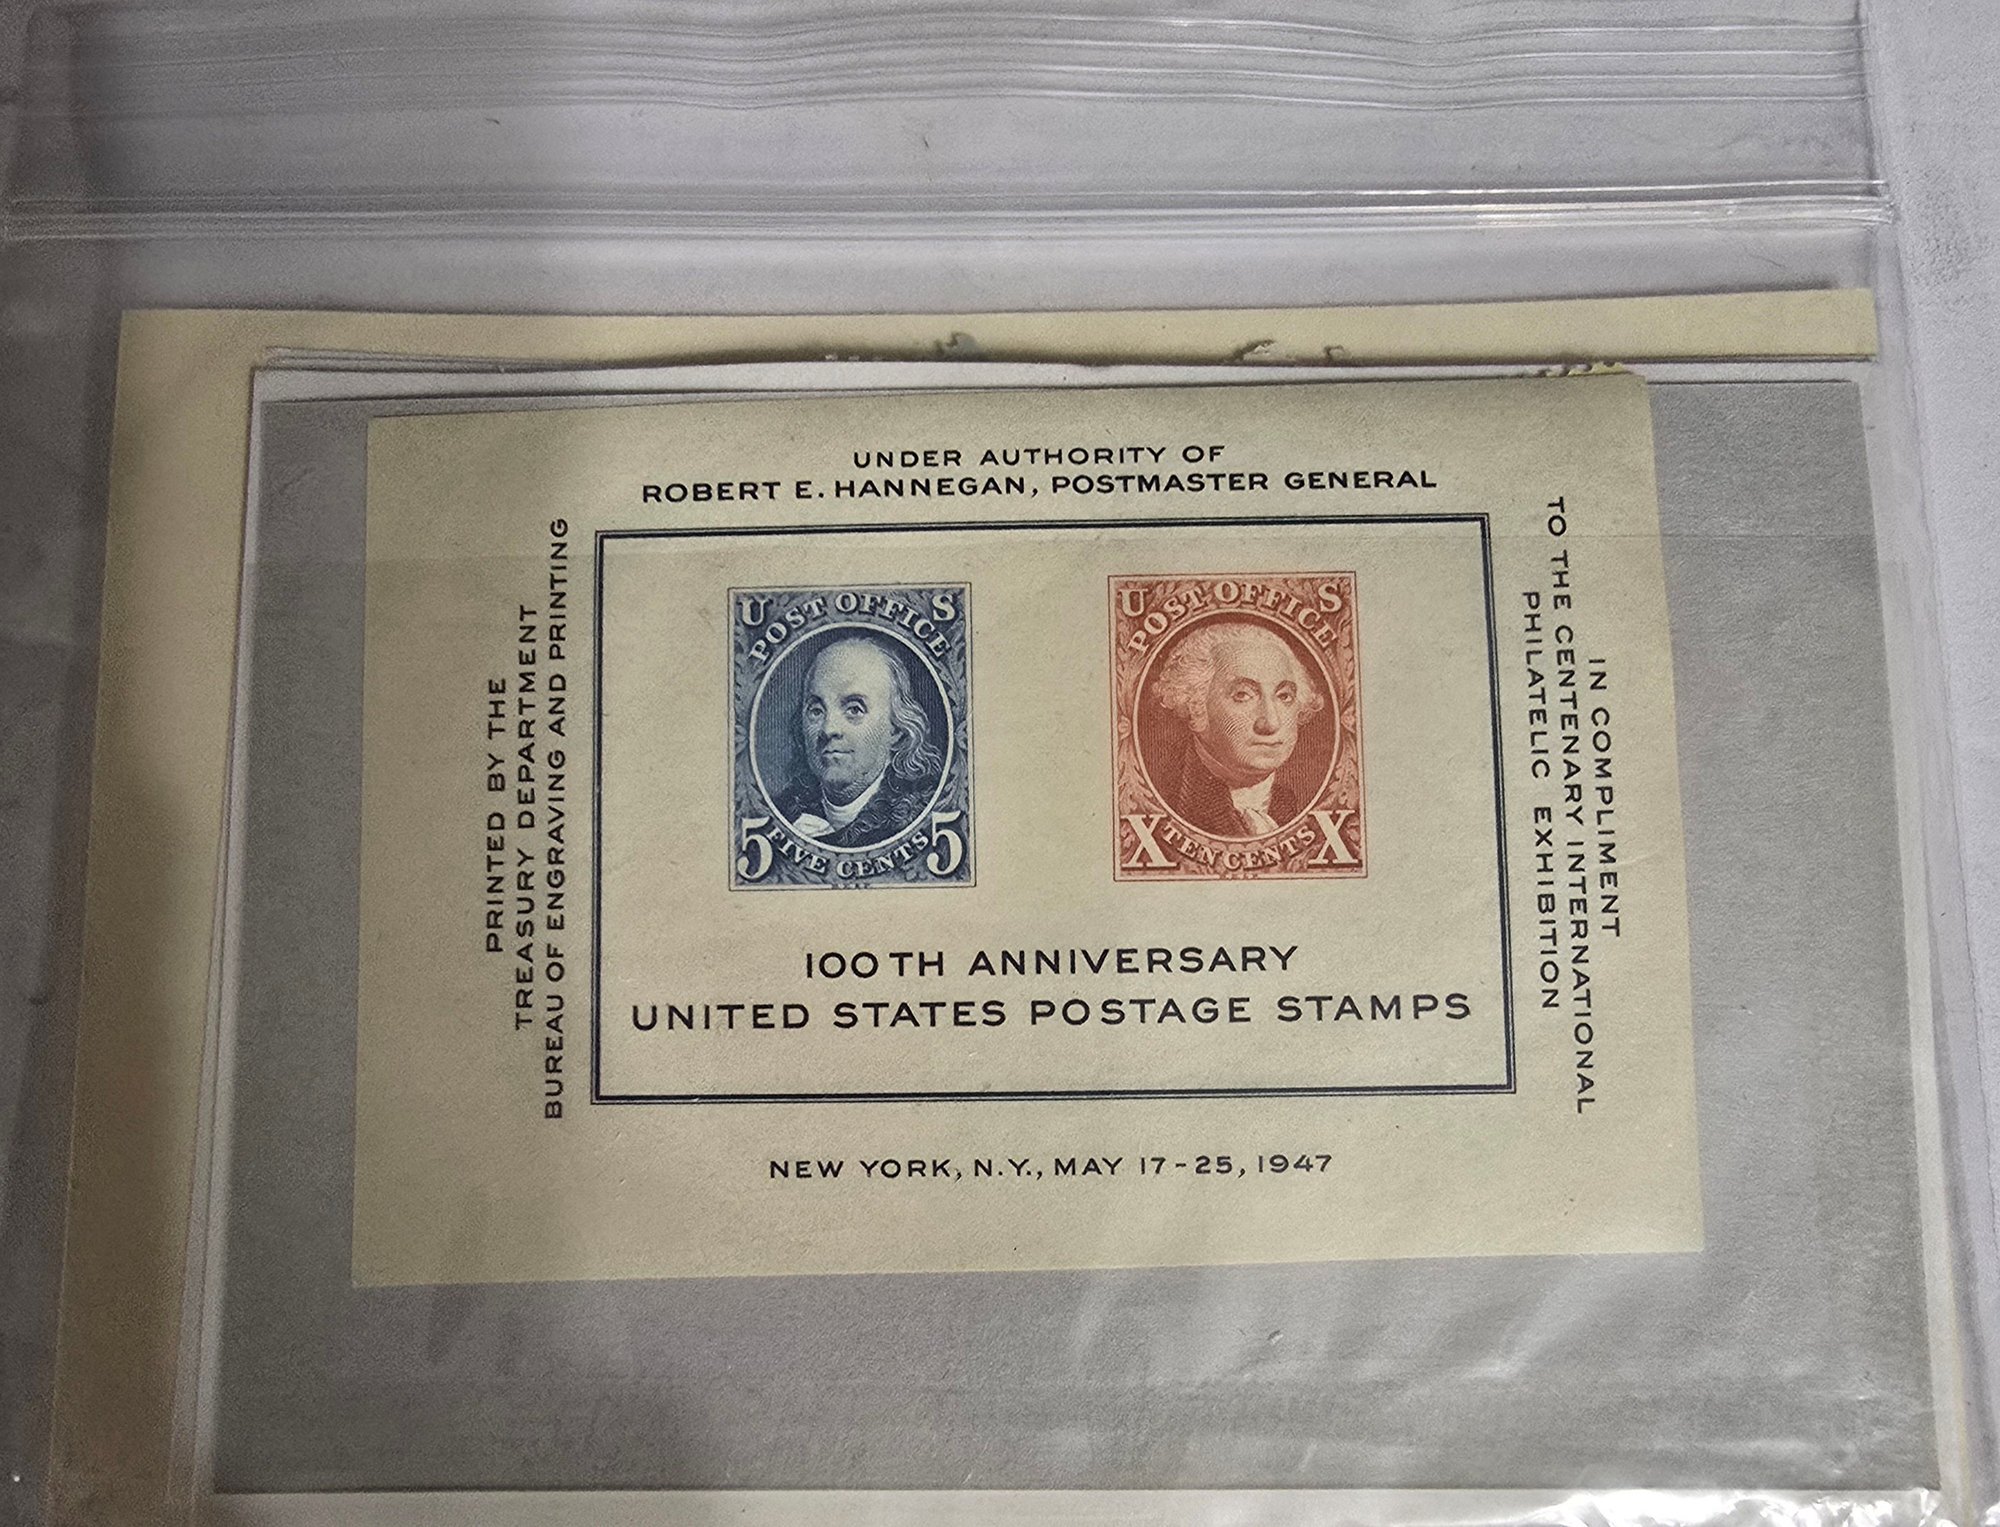 UNDER AUTHORITY OF
ROBERT E. HANNEGAN, POSTMASTER GENERAL
PRINTED BY THE
TREASURY DEPARTMENT
BUREAU OF ENGRAVING AND PRINTING
U S
POST OFFICE
5 FIVE CENTS 5
U S
POST OFFICE
X TEN CENTS X
100TH ANNIVERSARY
UNITED STATES POSTAGE STAMPS
IN COMPLIMENT
TO THE CENTENARY INTERNATIONAL
PHILATELIC EXHIBITION
NEW YORK, N.Y., MAY 17-25, 1947